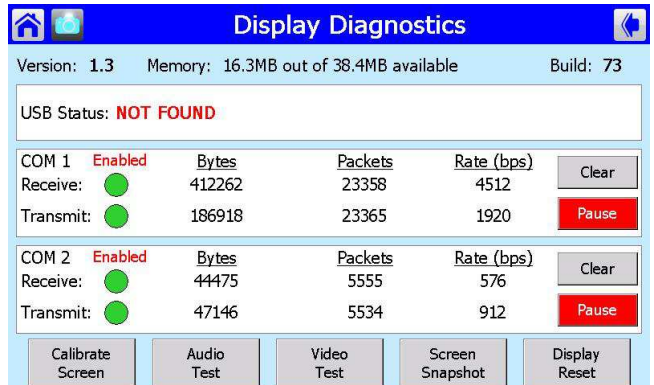 Display Diagnostics
Version: 1.3 Memory: 16.3MB out of 38.4MB available Build: 73
USB Status: NOT FOUND
COM 1 Enabled Bytes Packets Rate (bps)
Receive: 412262 23358 4512 Clear
Transmit: 186918 23365 1920 Pause
COM 2 Enabled Bytes Packets Rate (bps)
Receive: 44475 5555 576 Clear
Transmit: 47146 5534 912 Pause
Calibrate Audio Video Screen Display
Screen Test Test Snapshot Reset